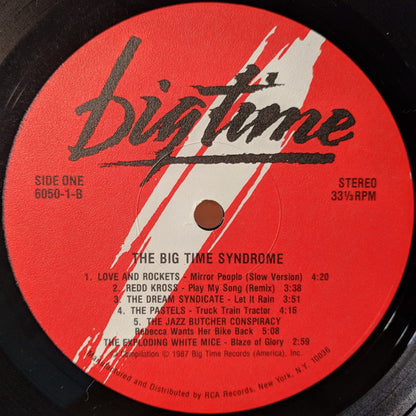 bigtime
SIDE ONE
6050-1-B
STEREO
33⅓ RPM
THE BIG TIME SYNDROME
1. LOVE AND ROCKETS - Mirror People (Slow Version) 4:20
2. REDD KROSS - Play My Song (Remix) 3:38
3. THE DREAM SYNDICATE - Let It Rain 3:51
4. THE PASTELS - Truck Train Tractor 4:16
5. THE JAZZ BUTCHER CONSPIRACY
Rebecca Wants Her Bike Back 5:08
THE EXPLODING WHITE MICE - Blaze of Glory 2:59
Compilation © 1987 Big Time Records (America), Inc.
Manufactured and Distributed by RCA Records, New York, N.Y. 10036